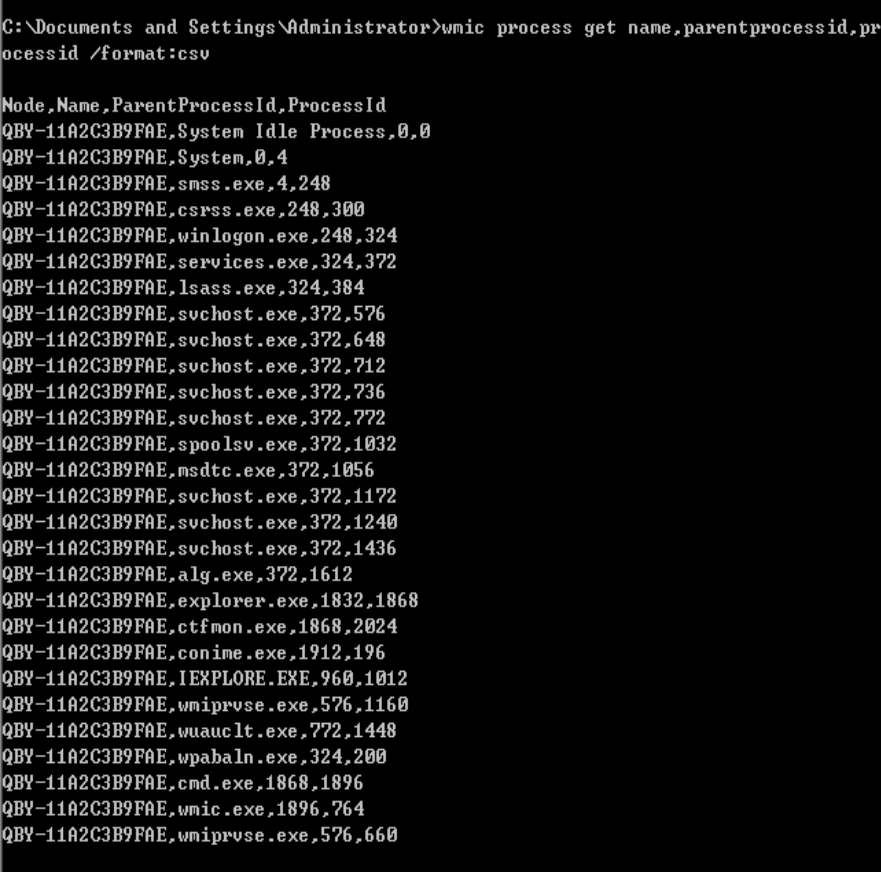 C:\Documents and Settings\Administrator>wmic process get name,parentprocessid,pr
ocessid /format:csv
Node,Name,ParentProcessId,ProcessId
QBY-11A2C3B9FAE,System Idle Process,0,0
QBY-11A2C3B9FAE,System,0,4
QBY-11A2C3B9FAE,smss.exe,4,248
QBY-11A2C3B9FAE,csrss.exe,248,300
QBY-11A2C3B9FAE,winlogon.exe,248,324
QBY-11A2C3B9FAE,services.exe,324,372
QBY-11A2C3B9FAE,lsass.exe,324,384
QBY-11A2C3B9FAE,svchost.exe,372,576
QBY-11A2C3B9FAE,svchost.exe,372,648
QBY-11A2C3B9FAE,svchost.exe,372,712
QBY-11A2C3B9FAE,svchost.exe,372,736
QBY-11A2C3B9FAE,svchost.exe,372,772
QBY-11A2C3B9FAE,spoolsv.exe,372,1032
QBY-11A2C3B9FAE,msdtc.exe,372,1056
QBY-11A2C3B9FAE,svchost.exe,372,1172
QBY-11A2C3B9FAE,svchost.exe,372,1240
QBY-11A2C3B9FAE,svchost.exe,372,1436
QBY-11A2C3B9FAE,alg.exe,372,1612
QBY-11A2C3B9FAE,explorer.exe,1832,1868
QBY-11A2C3B9FAE,ctfmon.exe,1868,2024
QBY-11A2C3B9FAE,conime.exe,1912,196
QBY-11A2C3B9FAE,IEXPLORE.EXE,960,1012
QBY-11A2C3B9FAE,wmiprvse.exe,576,1160
QBY-11A2C3B9FAE,wuauclt.exe,772,1448
QBY-11A2C3B9FAE,wpabaln.exe,324,200
QBY-11A2C3B9FAE,cmd.exe,1868,1896
QBY-11A2C3B9FAE,wmic.exe,1896,764
QBY-11A2C3B9FAE,wmiprvse.exe,576,660